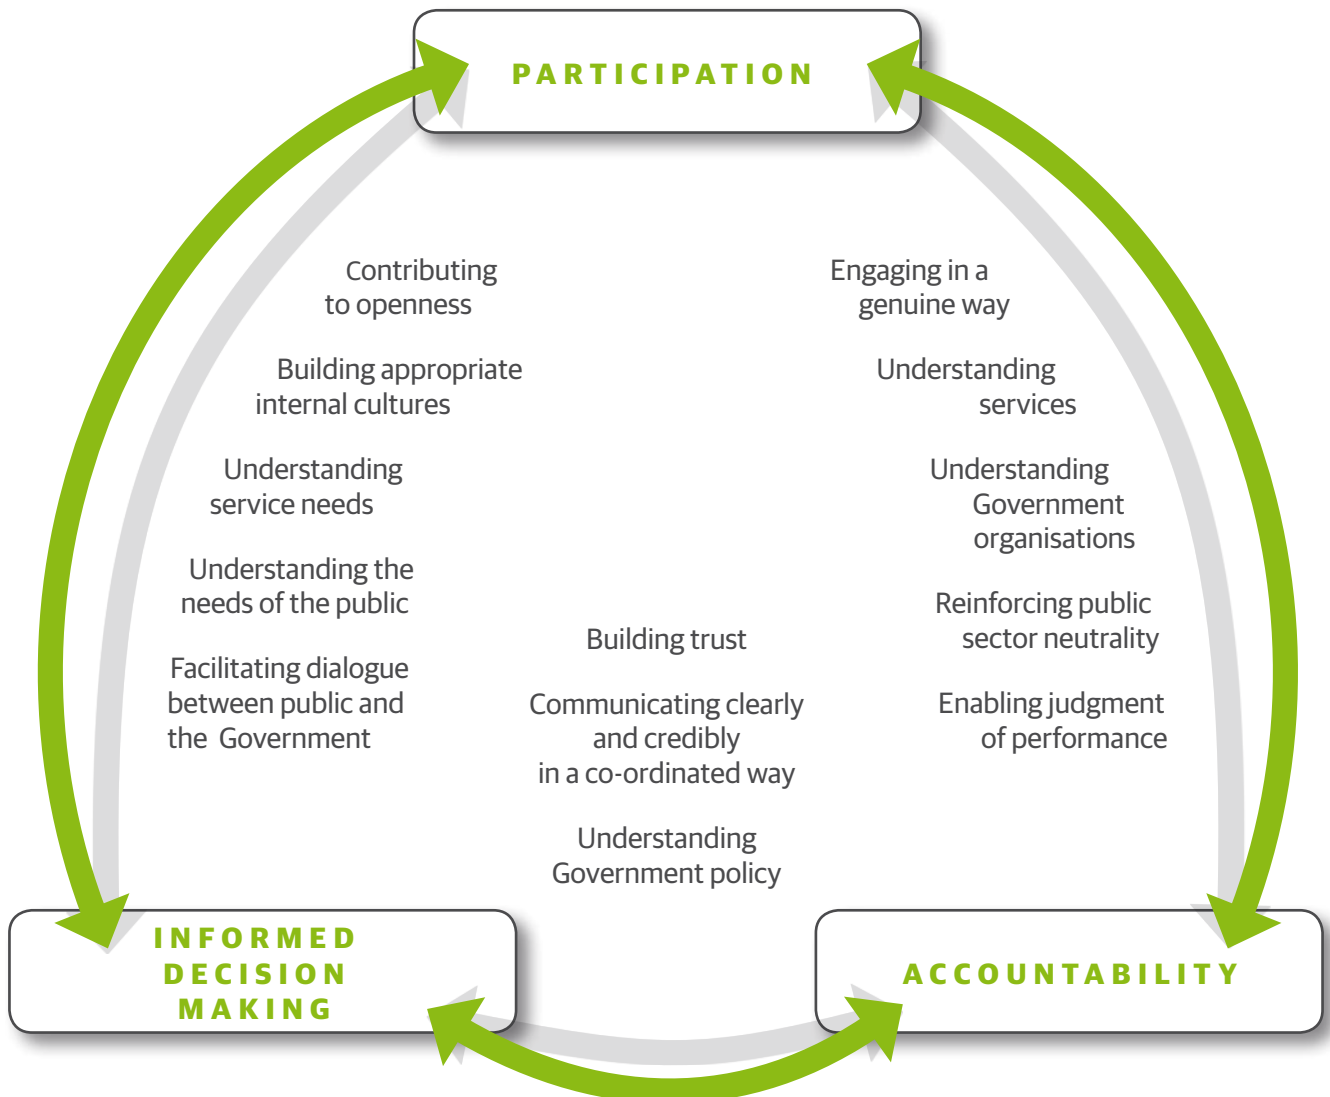 PARTICIPATION
Contributing
to openness
Building appropriate
internal cultures
Understanding
service needs
Understanding the
needs of the public
Facilitating dialogue
between public and
the Government
Building trust
Communicating clearly
and credibly
in a co-ordinated way
Understanding
Government policy
Engaging in a
genuine way
Understanding
services
Understanding
Government
organisations
Reinforcing public
sector neutrality
Enabling judgment
of performance
INFORMED
DECISION
MAKING
ACCOUNTABILITY